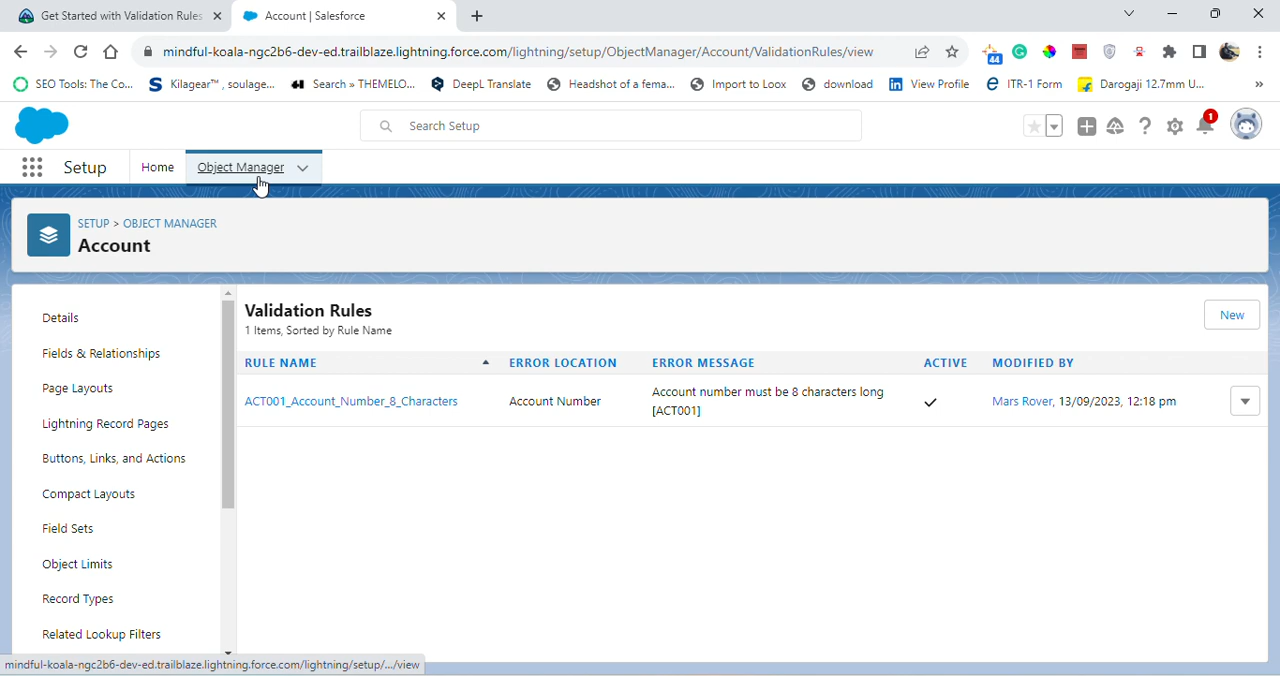 Get Started with Validation Rules
Account | Salesforce
mindful-koala-ngc2b6-dev-ed.trailblaze.lightning.force.com/lightning/setup/ObjectManager/Account/ValidationRules/view
44
SEO Tools: The Co...
Kilagear™ , soulage...
Search » THEMELO...
DeepL Translate
Headshot of a fema...
Import to Loox
download
View Profile
ITR-1 Form
Darogaji 12.7mm U...
»
Search Setup
1
Setup
Home
Object Manager
SETUP > OBJECT MANAGER
Account
Details
Fields & Relationships
Page Layouts
Lightning Record Pages
Buttons, Links, and Actions
Compact Layouts
Field Sets
Object Limits
Record Types
Related Lookup Filters
Validation Rules
1 Items, Sorted by Rule Name
New
RULE NAME
ERROR LOCATION
ERROR MESSAGE
ACTIVE
MODIFIED BY
ACT001_Account_Number_8_Characters
Account Number
Account number must be 8 characters long
[ACT001]
Mars Rover, 13/09/2023, 12:18 pm
mindful-koala-ngc2b6-dev-ed.trailblaze.lightning.force.com/lightning/setup/.../view